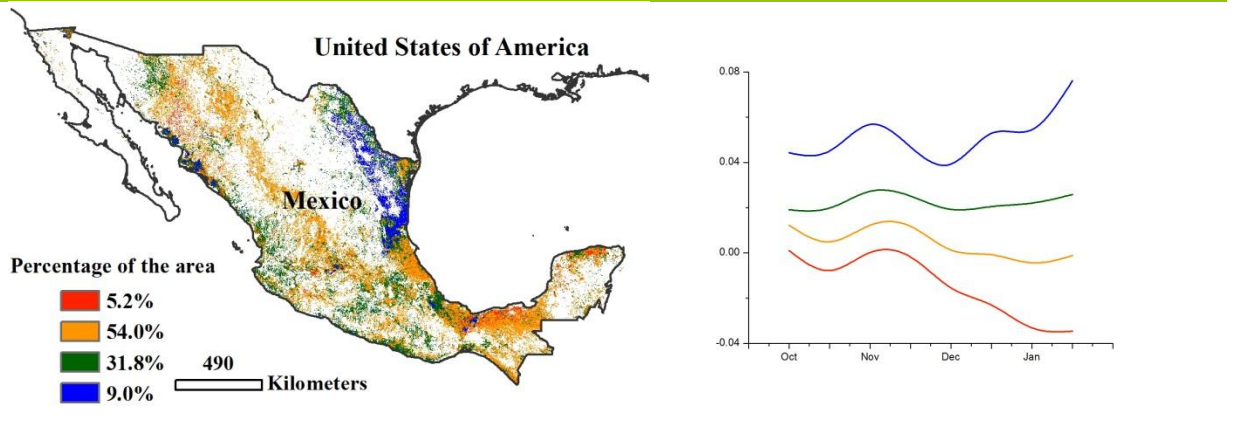 United States of America
Mexico
Percentage of the area
5.2%
54.0%
31.8%
9.0%
490
Kilometers
0.08
0.04
0.00
-0.04
Oct
Nov
Dec
Jan